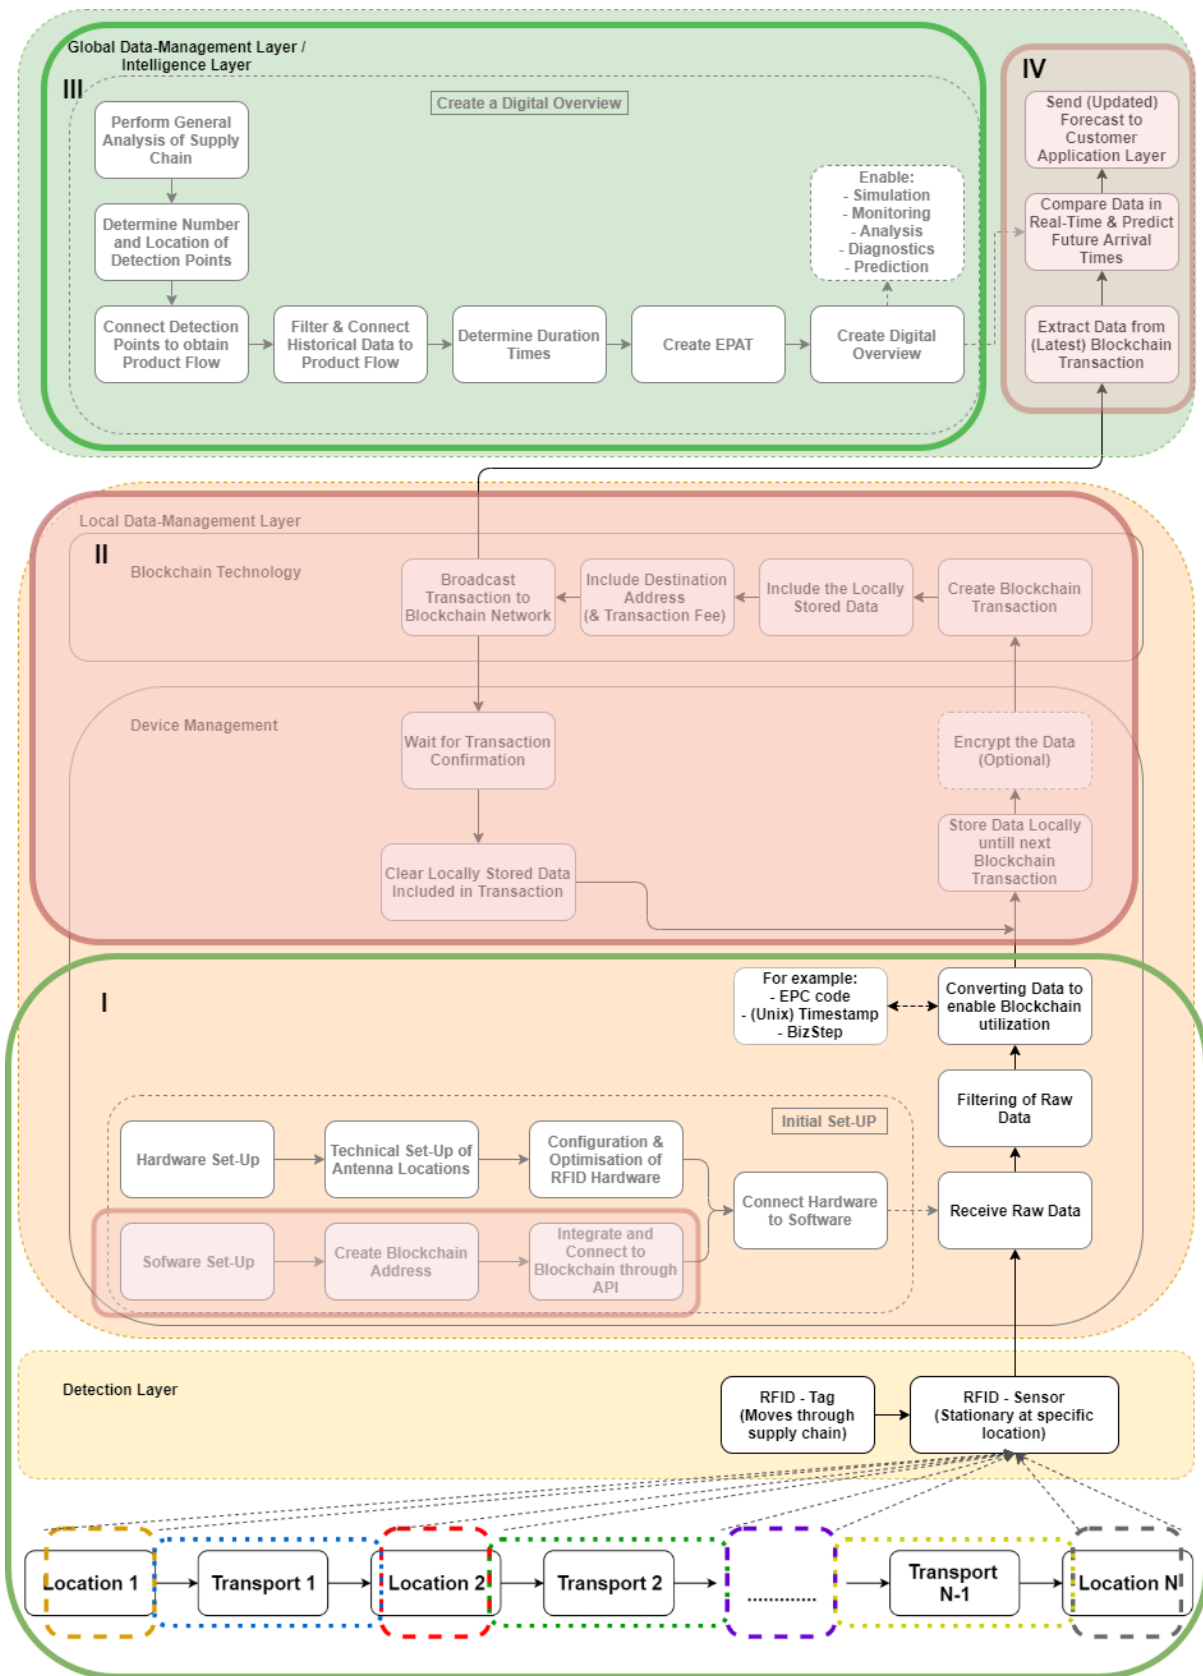 Global Data-Management Layer /
Intelligence Layer
III
Create a Digital Overview
Perform General
Analysis of Supply
Chain
Determine Number
and Location of
Detection Points
Connect Detection
Points to obtain
Product Flow
Filter & Connect
Historical Data to
Product Flow
Determine Duration
Times
Create EPAT
Create Digital
Overview
Enable:
- Simulation
- Monitoring
- Analysis
- Diagnostics
- Prediction
IV
Send (Updated)
Forecast to
Customer
Application Layer
Compare Data in
Real-Time & Predict
Future Arrival
Times
Extract Data from
(Latest) Blockchain
Transaction
Local Data-Management Layer
II
Blockchain Technology
Broadcast
Transaction to
Blockchain Network
Include Destination
Address
(& Transaction Fee)
Include the Locally
Stored Data
Create Blockchain
Transaction
Device Management
Wait for Transaction
Confirmation
Encrypt the Data
(Optional)
Clear Locally Stored Data
Included in Transaction
Store Data Locally
untill next
Blockchain
Transaction
I
For example:
- EPC code
- (Unix) Timestamp
- BizStep
Converting Data to
enable Blockchain
utilization
Filtering of Raw
Data
Initial Set-UP
Hardware Set-Up
Technical Set-Up of
Antenna Locations
Configuration &
Optimisation of
RFID Hardware
Connect Hardware
to Software
Receive Raw Data
Sofware Set-Up
Create Blockchain
Address
Integrate and
Connect to
Blockchain through
API
Detection Layer
RFID - Tag
(Moves through
supply chain)
RFID - Sensor
(Stationary at specific
location)
Location 1
Transport 1
Location 2
Transport 2
.............
Transport
N-1
Location N